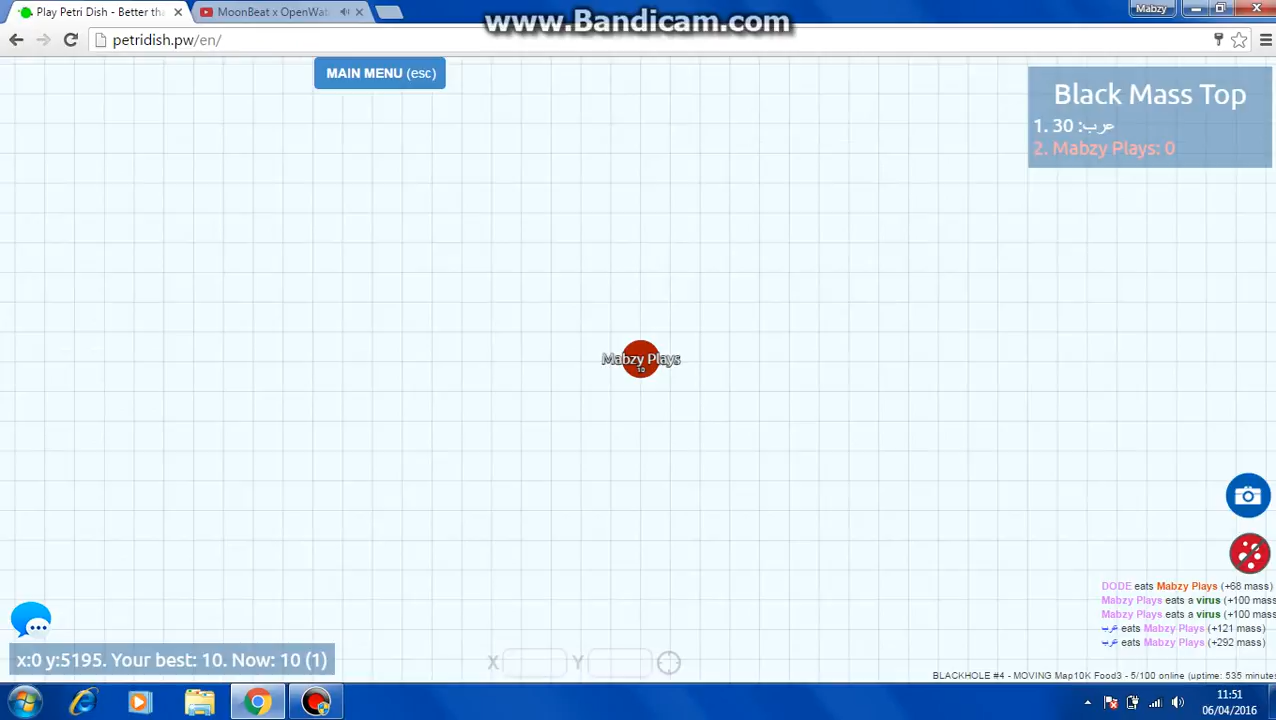 Play Petri Dish - Better tha
MoonBeat x OpenWat
www.Bandicam.com
Mabzy
petridish.pw/en/
MAIN MENU (esc)
Black Mass Top
1. عرب: 30
2. Mabzy Plays: 0
Mabzy Plays
10
DODE eats Mabzy Plays (+68 mass)
Mabzy Plays eats a virus (+100 mass
Mabzy Plays eats a virus (+100 mass
عرب eats Mabzy Plays (+121 mass)
عرب eats Mabzy Plays (+292 mass)
x:0 y:5195. Your best: 10. Now: 10 (1)
X
Y
BLACKHOLE #4 - MOVING Map10K Food3 - 5/100 online (uptime: 535 minutes
11:51
06/04/2016